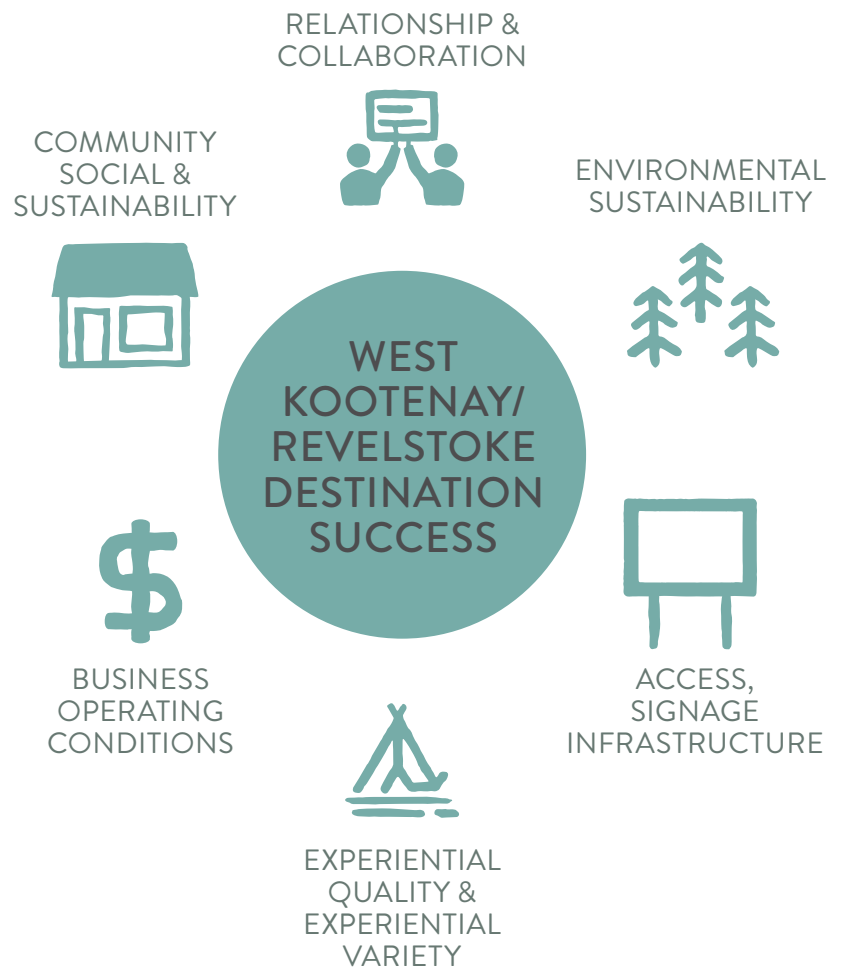 RELATIONSHIP &
COLLABORATION
COMMUNITY
SOCIAL &
SUSTAINABILITY
ENVIRONMENTAL
SUSTAINABILITY
WEST
KOOTENAY/
REVELSTOKE
DESTINATION
SUCCESS
BUSINESS
OPERATING
CONDITIONS
ACCESS,
SIGNAGE
INFRASTRUCTURE
EXPERIENTIAL
QUALITY &
EXPERIENTIAL
VARIETY